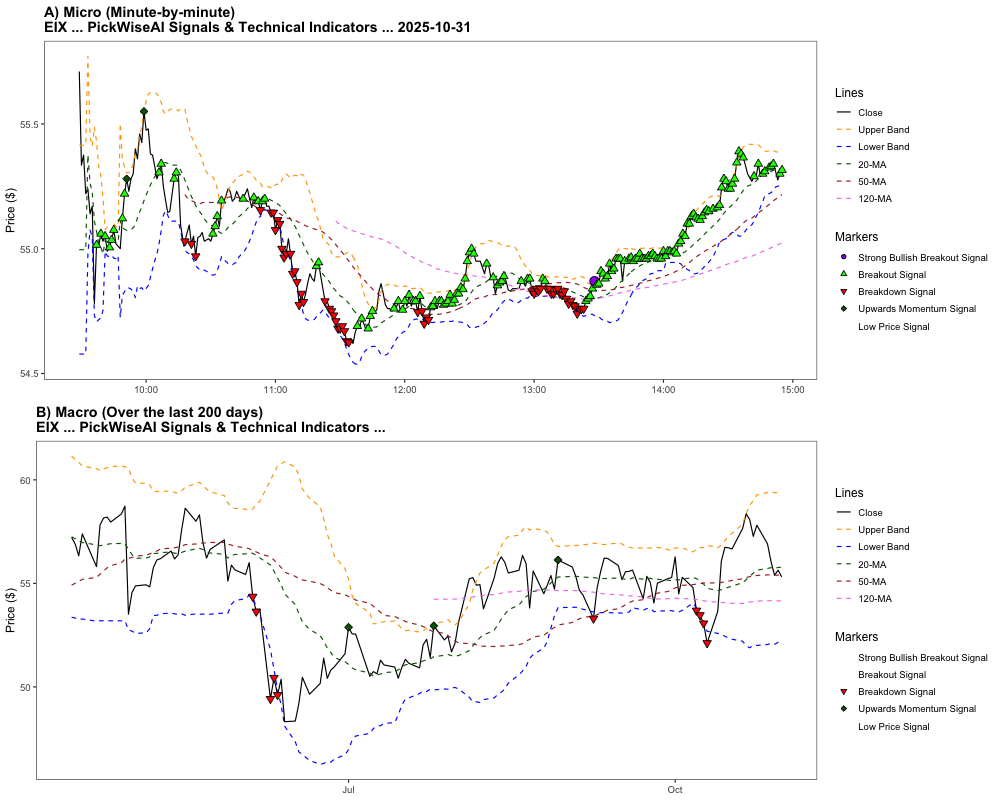 A) Micro (Minute-by-minute)
EIX ... PickWiseAI Signals & Technical Indicators ... 2025-10-31
Price ($)
55.5
55.0
54.5
10:00
11:00
12:00
13:00
14:00
15:00
Lines
Close
Upper Band
Lower Band
20-MA
50-MA
120-MA
Markers
Strong Bullish Breakout Signal
Breakout Signal
Breakdown Signal
Upwards Momentum Signal
Low Price Signal
B) Macro (Over the last 200 days)
EIX ... PickWiseAI Signals & Technical Indicators ...
Price ($)
60
55
50
Jul
Oct
Lines
Close
Upper Band
Lower Band
20-MA
50-MA
120-MA
Markers
Strong Bullish Breakout Signal
Breakout Signal
Breakdown Signal
Upwards Momentum Signal
Low Price Signal